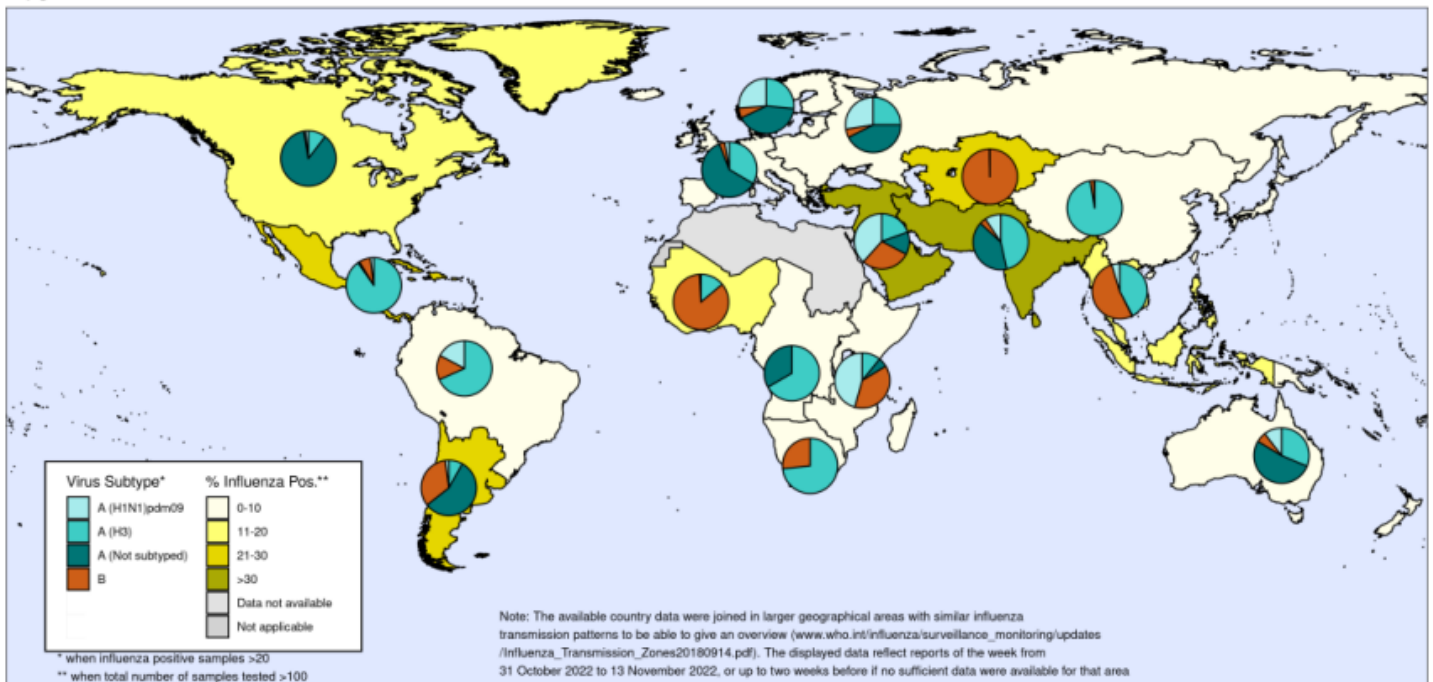 Virus Subtype*
A (H1N1)pdm09
A (H3)
A (Not subtyped)
B
% Influenza Pos.**
0-10
11-20
21-30
>30
Data not available
Not applicable
* when influenza positive samples >20
** when total number of samples tested >100
Note: The available country data were joined in larger geographical areas with similar influenza
transmission patterns to be able to give an overview (www.who.int/influenza/surveillance_monitoring/updates
/Influenza_Transmission_Zones20180914.pdf). The displayed data reflect reports of the week from
31 October 2022 to 13 November 2022, or up to two weeks before if no sufficient data were available for that area